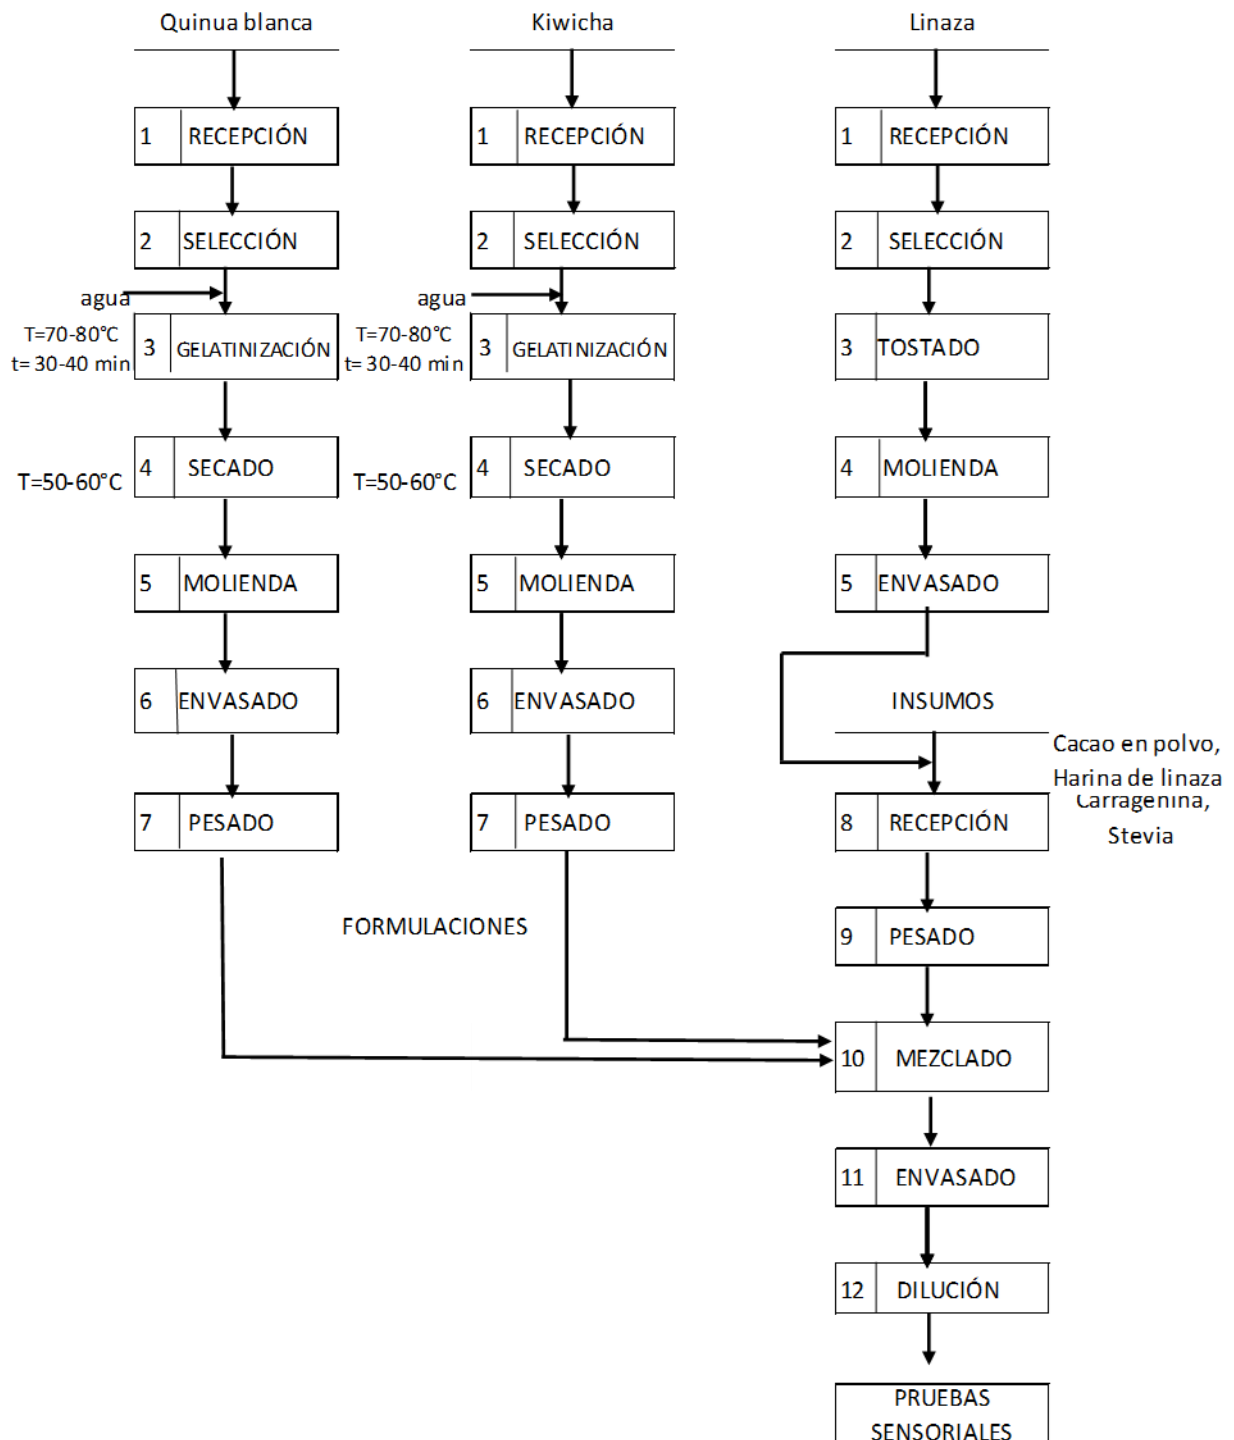 Quinua blanca
Kiwicha
Linaza
1 RECEPCIÓN
1 RECEPCIÓN
1 RECEPCIÓN
2 SELECCIÓN
2 SELECCIÓN
2 SELECCIÓN
agua
agua
T=70-80°C
t= 30-40 min
3 GELATINIZACIÓN
T=70-80°C
t= 30-40 min
3 GELATINIZACIÓN
3 TOSTADO
T=50-60°C
4 SECADO
T=50-60°C
4 SECADO
4 MOLIENDA
5 MOLIENDA
5 MOLIENDA
5 ENVASADO
6 ENVASADO
6 ENVASADO
INSUMOS
Cacao en polvo,
Harina de linaza
Carragenina,
Stevia
7 PESADO
7 PESADO
8 RECEPCIÓN
FORMULACIONES
9 PESADO
10 MEZCLADO
11 ENVASADO
12 DILUCIÓN
PRUEBAS
SENSORIALES